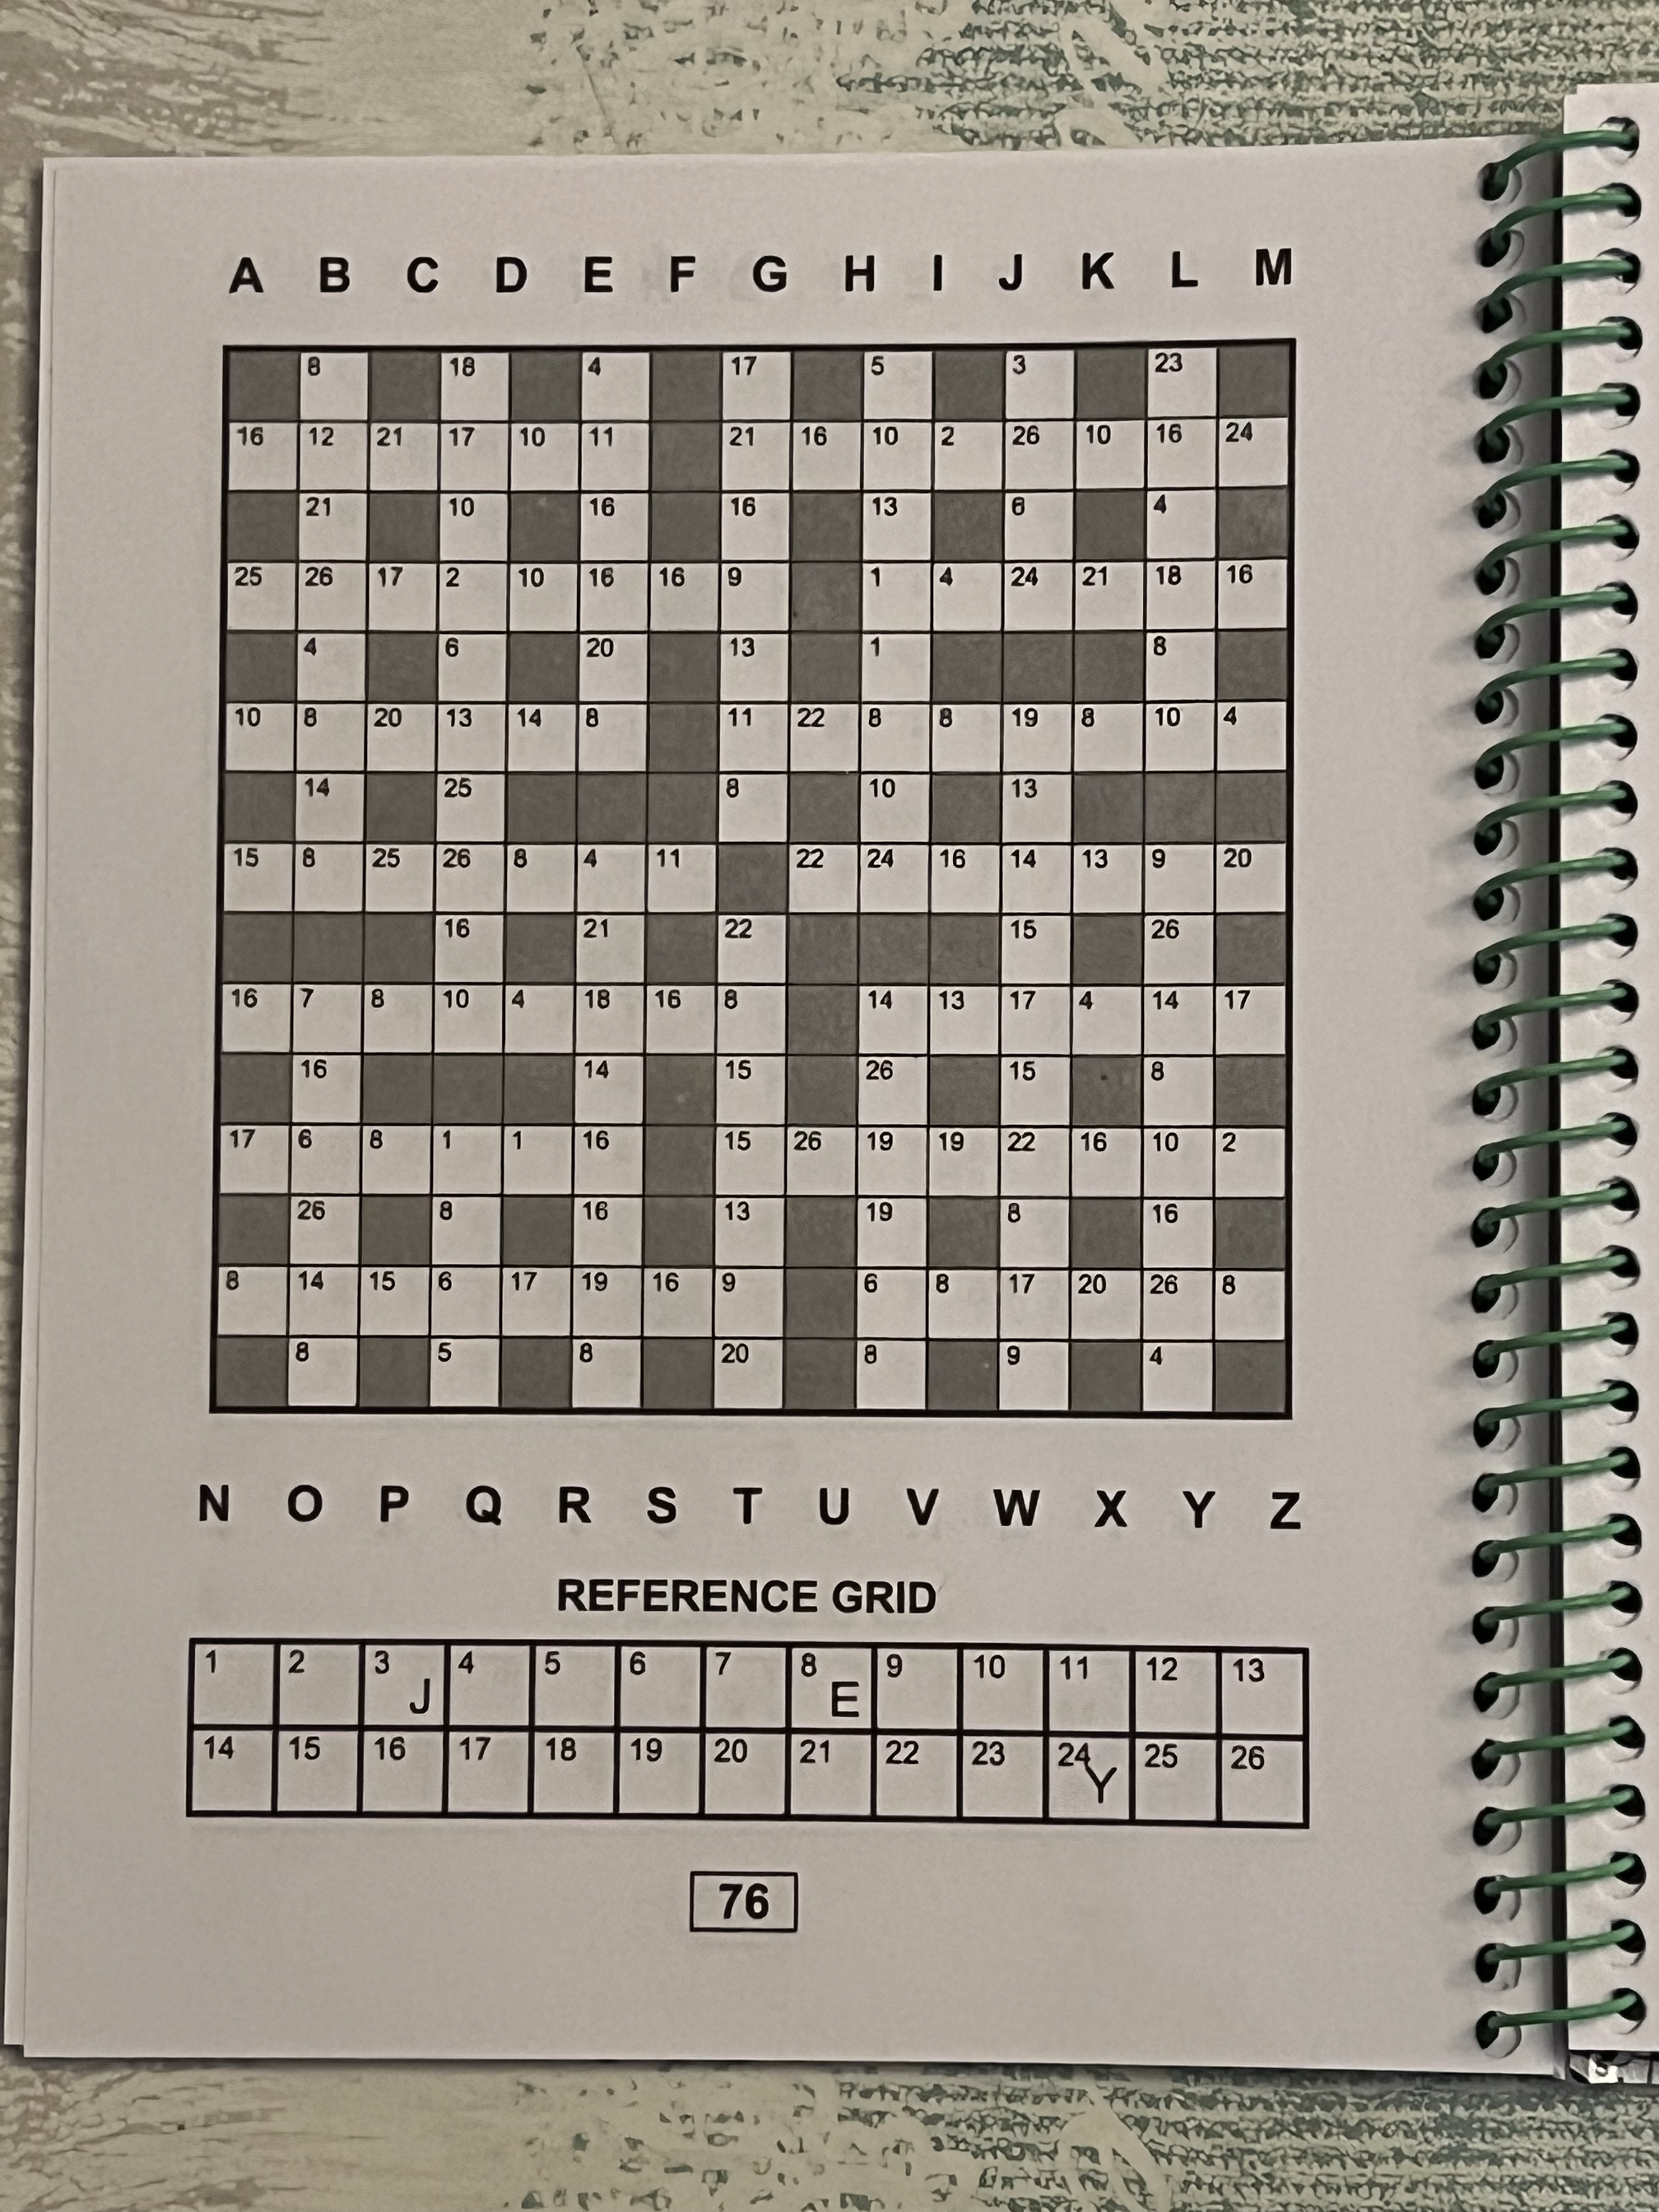 A B C D E F G H I J K L M
8 18 4 17 5 3 23
16 12 21 17 10 11 21 16 10 2 26 10 16 24
21 10 16 16 13 6 4
25 26 17 2 10 16 16 9 1 4 24 21 18 16
4 6 20 13 1 8
10 8 20 13 14 8 11 22 8 8 19 8 10 4
14 25 8 10 13
15 8 25 26 8 4 11 22 24 16 14 13 9 20
16 21 22 15 26
16 7 8 10 4 18 16 8 14 13 17 4 14 17
16 14 15 26 15 8
17 6 8 1 1 16 15 26 19 19 22 16 10 2
26 8 16 13 19 8 16
8 14 15 6 17 19 16 9 6 8 17 20 26 8
8 5 8 20 8 9 4
N O P Q R S T U V W X Y Z
REFERENCE GRID
1 2 3 J 4 5 6 7 8 E 9 10 11 12 13
14 15 16 17 18 19 20 21 22 23 24 Y 25 26
76